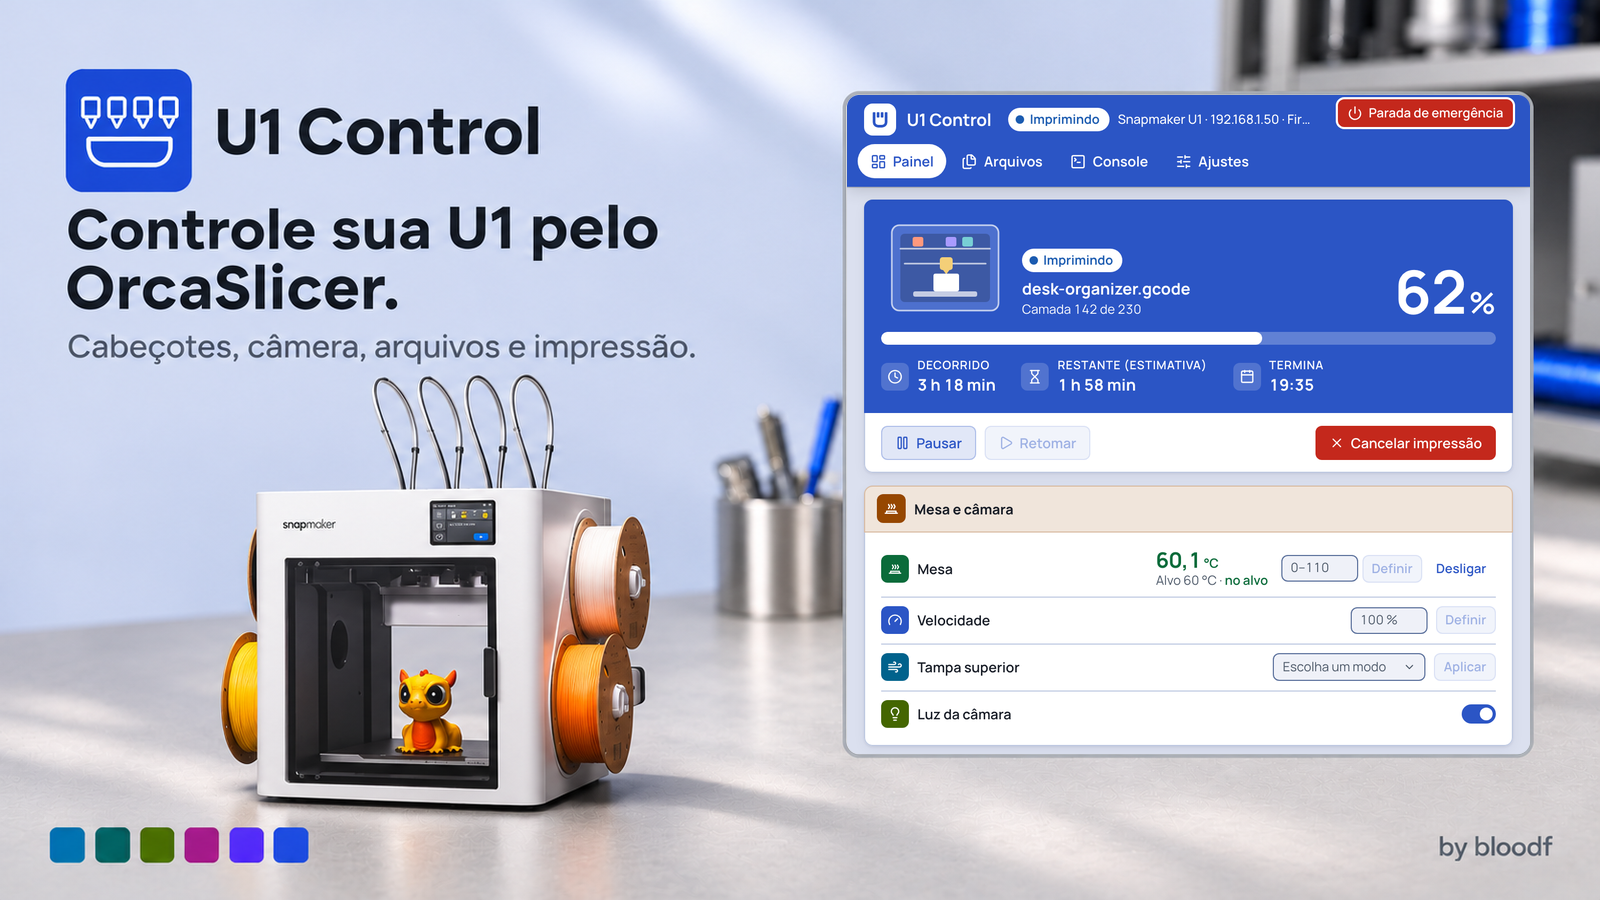 U1 Control
Controle sua U1 pelo
OrcaSlicer.
Cabeçotes, câmera, arquivos e impressão.
snapmaker
U1 Control
Imprimindo
Snapmaker U1 · 192.168.1.50 · Fir...
Parada de emergência
Painel
Arquivos
Console
Ajustes
Imprimindo
desk-organizer.gcode
Camada 142 de 230
62%
DECORRIDO
3 h 18 min
RESTANTE (ESTIMATIVA)
1 h 58 min
TERMINA
19:35
Pausar
Retomar
Cancelar impressão
Mesa e câmara
Mesa
60,1 °C
Alvo 60 °C · no alvo
0–110
Definir
Desligar
Velocidade
100 %
Definir
Tampa superior
Escolha um modo
Aplicar
Luz da câmara
by bloodf